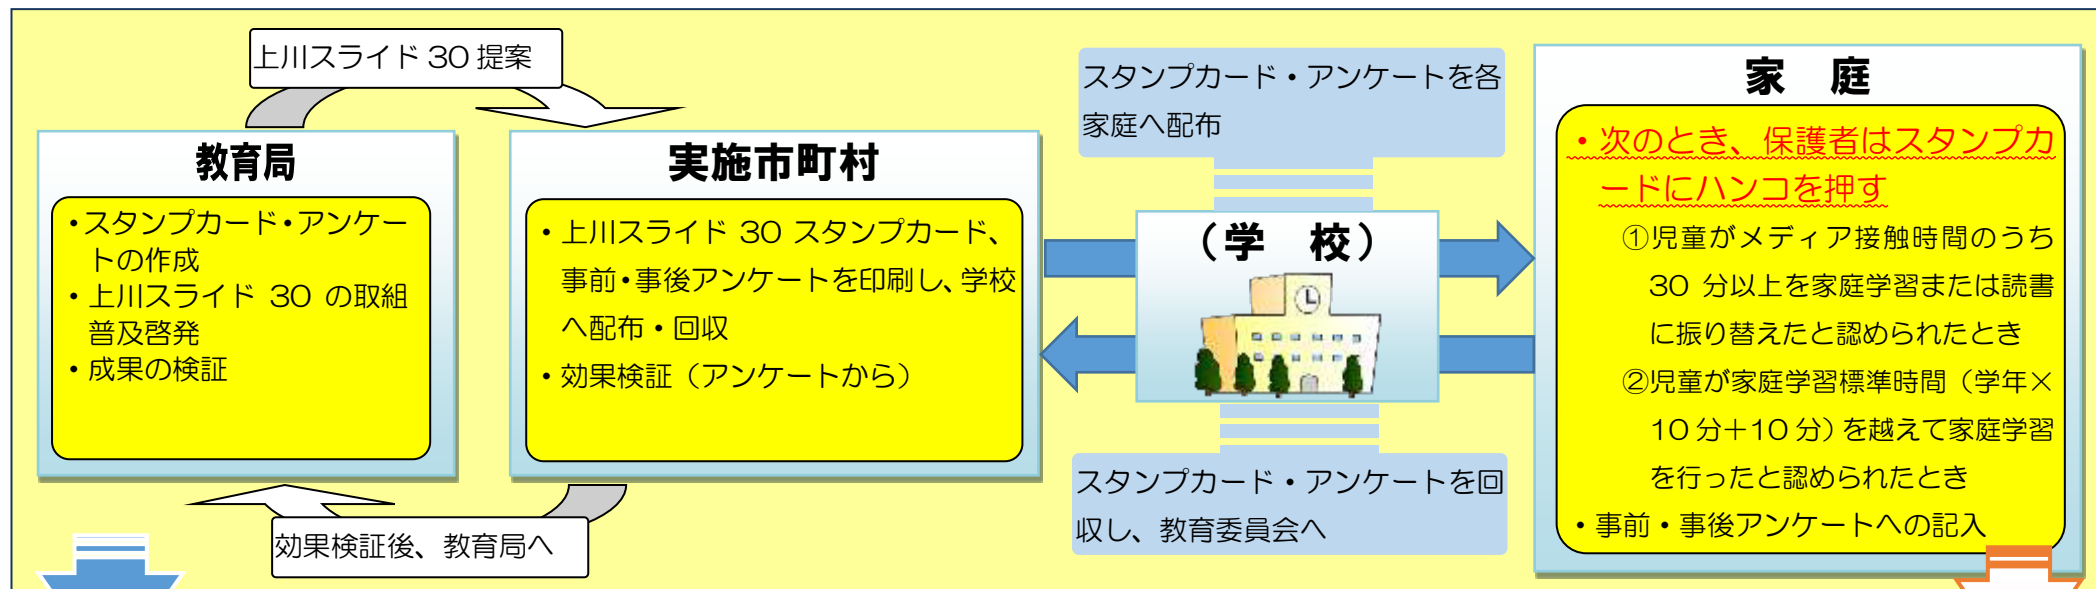 上川スライド 30 提案
教育局
・スタンプカード・アンケー
トの作成
・上川スライド 30 の取組
普及啓発
・成果の検証
実施市町村
・上川スライド 30 スタンプカード、
事前・事後アンケートを印刷し、学校
へ配布・回収
・効果検証（アンケートから）
効果検証後、教育局へ
スタンプカード・アンケートを各
家庭へ配布
（学　校）
スタンプカード・アンケートを回
収し、教育委員会へ
家　庭
・次のとき、保護者はスタンプカ
ードにハンコを押す
①児童がメディア接触時間のうち
30 分以上を家庭学習または読書
に振り替えたと認められたとき
②児童が家庭学習標準時間（学年×
10 分＋10 分）を越えて家庭学習
を行ったと認められたとき
・事前・事後アンケートへの記入